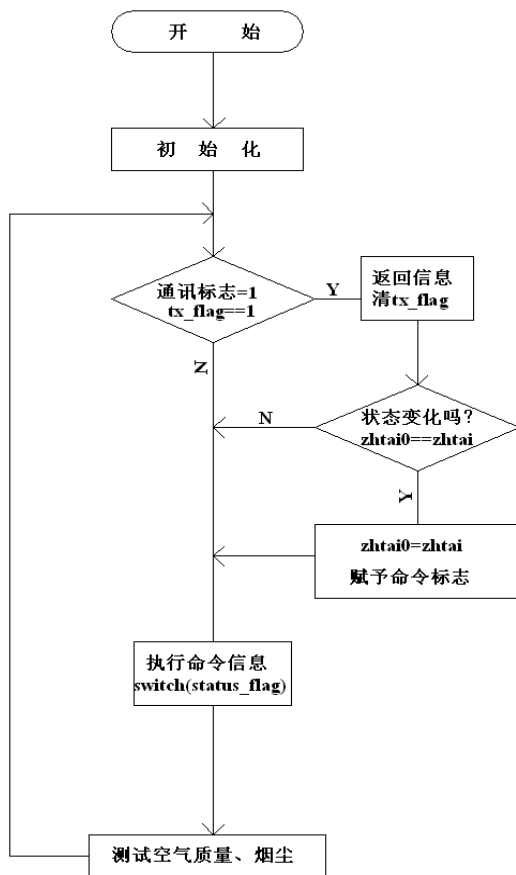 开 始
初 始 化
通讯标志=1
tx_flag==1
Y
返回信息
清tx_flag
N
状态变化吗?
zhtai0==zhtai
N
Y
zhtai0=zhtai
赋予命令标志
执行命令信息
switch(status_flag)
测试空气质量、烟尘